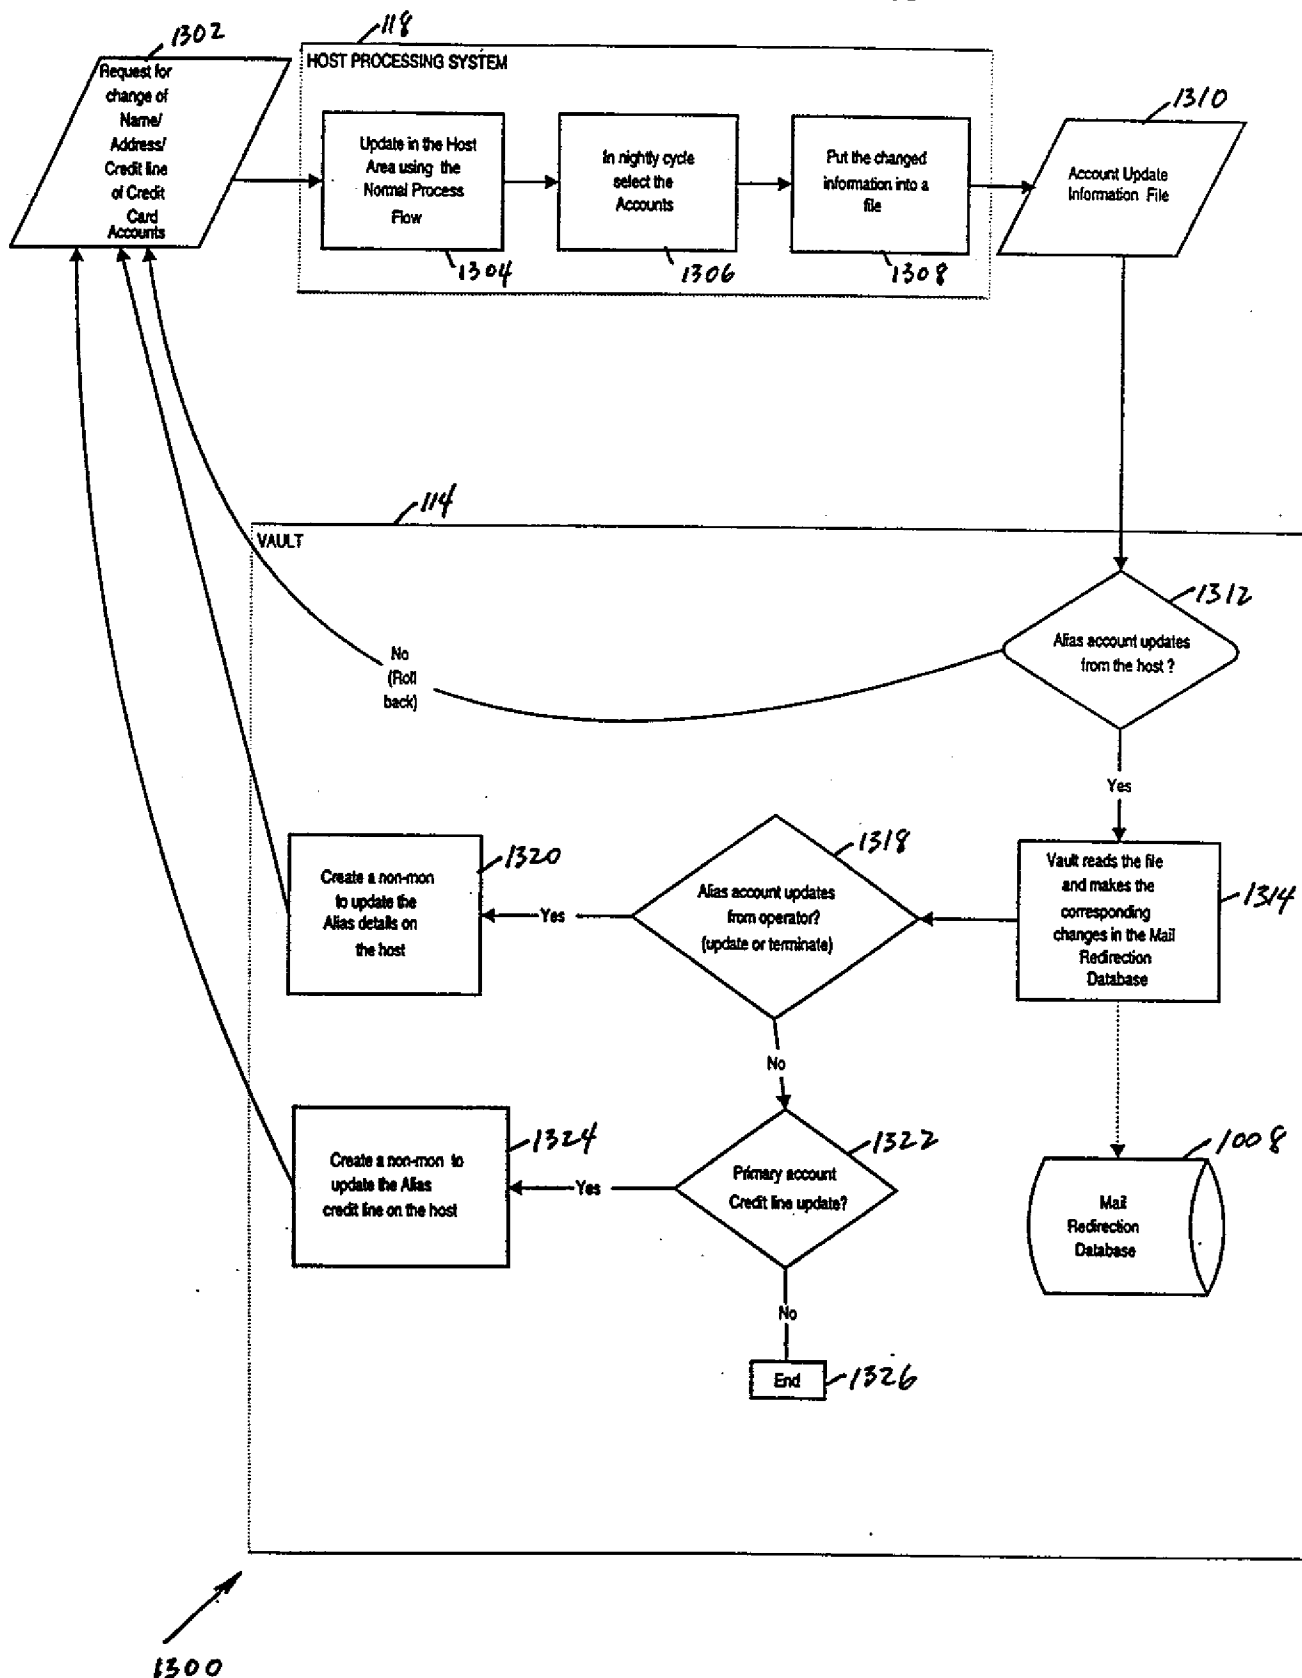 1302
Request for
change of
Name/
Address/
Credit line
of Credit
Card
Accounts
118
HOST PROCESSING SYSTEM
Update in the Host
Area using the
Normal Process
Flow
1304
In nightly cycle
select the
Accounts
1306
Put the changed
information into a
file
1308
1310
Account Update
Information File
114
VAULT
1312
Alias account updates
from the host ?
No
(Roll
back)
Yes
Vault reads the file
and makes the
corresponding
changes in the Mail
Redirection
Database
1314
1318
Alias account updates
from operator?
(update or terminate)
Yes
1320
Create a non-mon
to update the
Alias details on
the host
No
1322
Primary account
Credit line update?
Yes
1324
Create a non-mon to
update the Alias
credit line on the host
1008
Mail
Redirection
Database
No
End
1326
1300